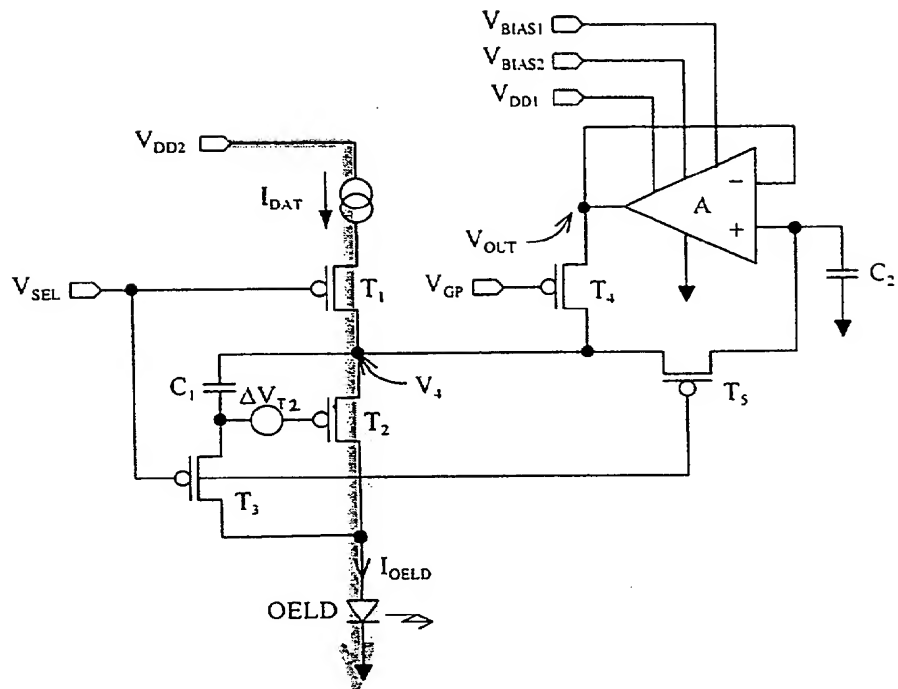 V_BIAS1
V_BIAS2
V_DD1
V_DD2
I_DAT
−
A
+
V_OUT
C_2
V_SEL
T_1
V_GP
T_4
C_1
ΔV_T2
V_4
T_2
T_5
T_3
I_OELD
OELD